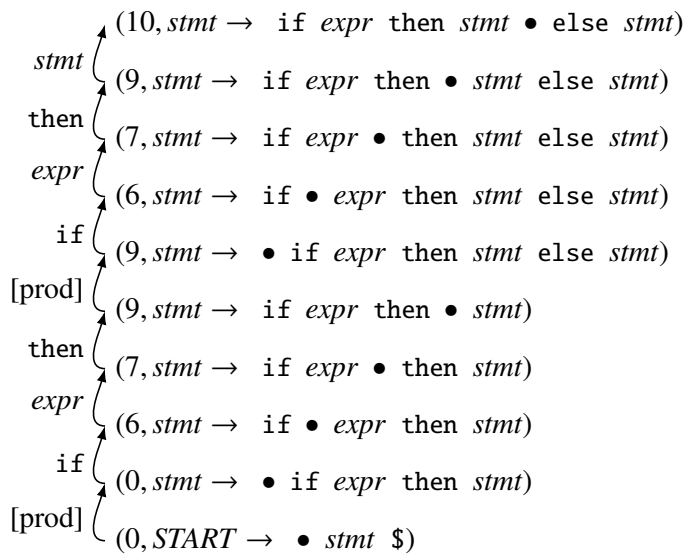 (10, stmt → if expr then stmt • else stmt)
stmt
(9, stmt → if expr then • stmt else stmt)
then
(7, stmt → if expr • then stmt else stmt)
expr
(6, stmt → if • expr then stmt else stmt)
if
(9, stmt → • if expr then stmt else stmt)
[prod]
(9, stmt → if expr then • stmt)
then
(7, stmt → if expr • then stmt)
expr
(6, stmt → if • expr then stmt)
if
(0, stmt → • if expr then stmt)
[prod]
(0, START → • stmt $)